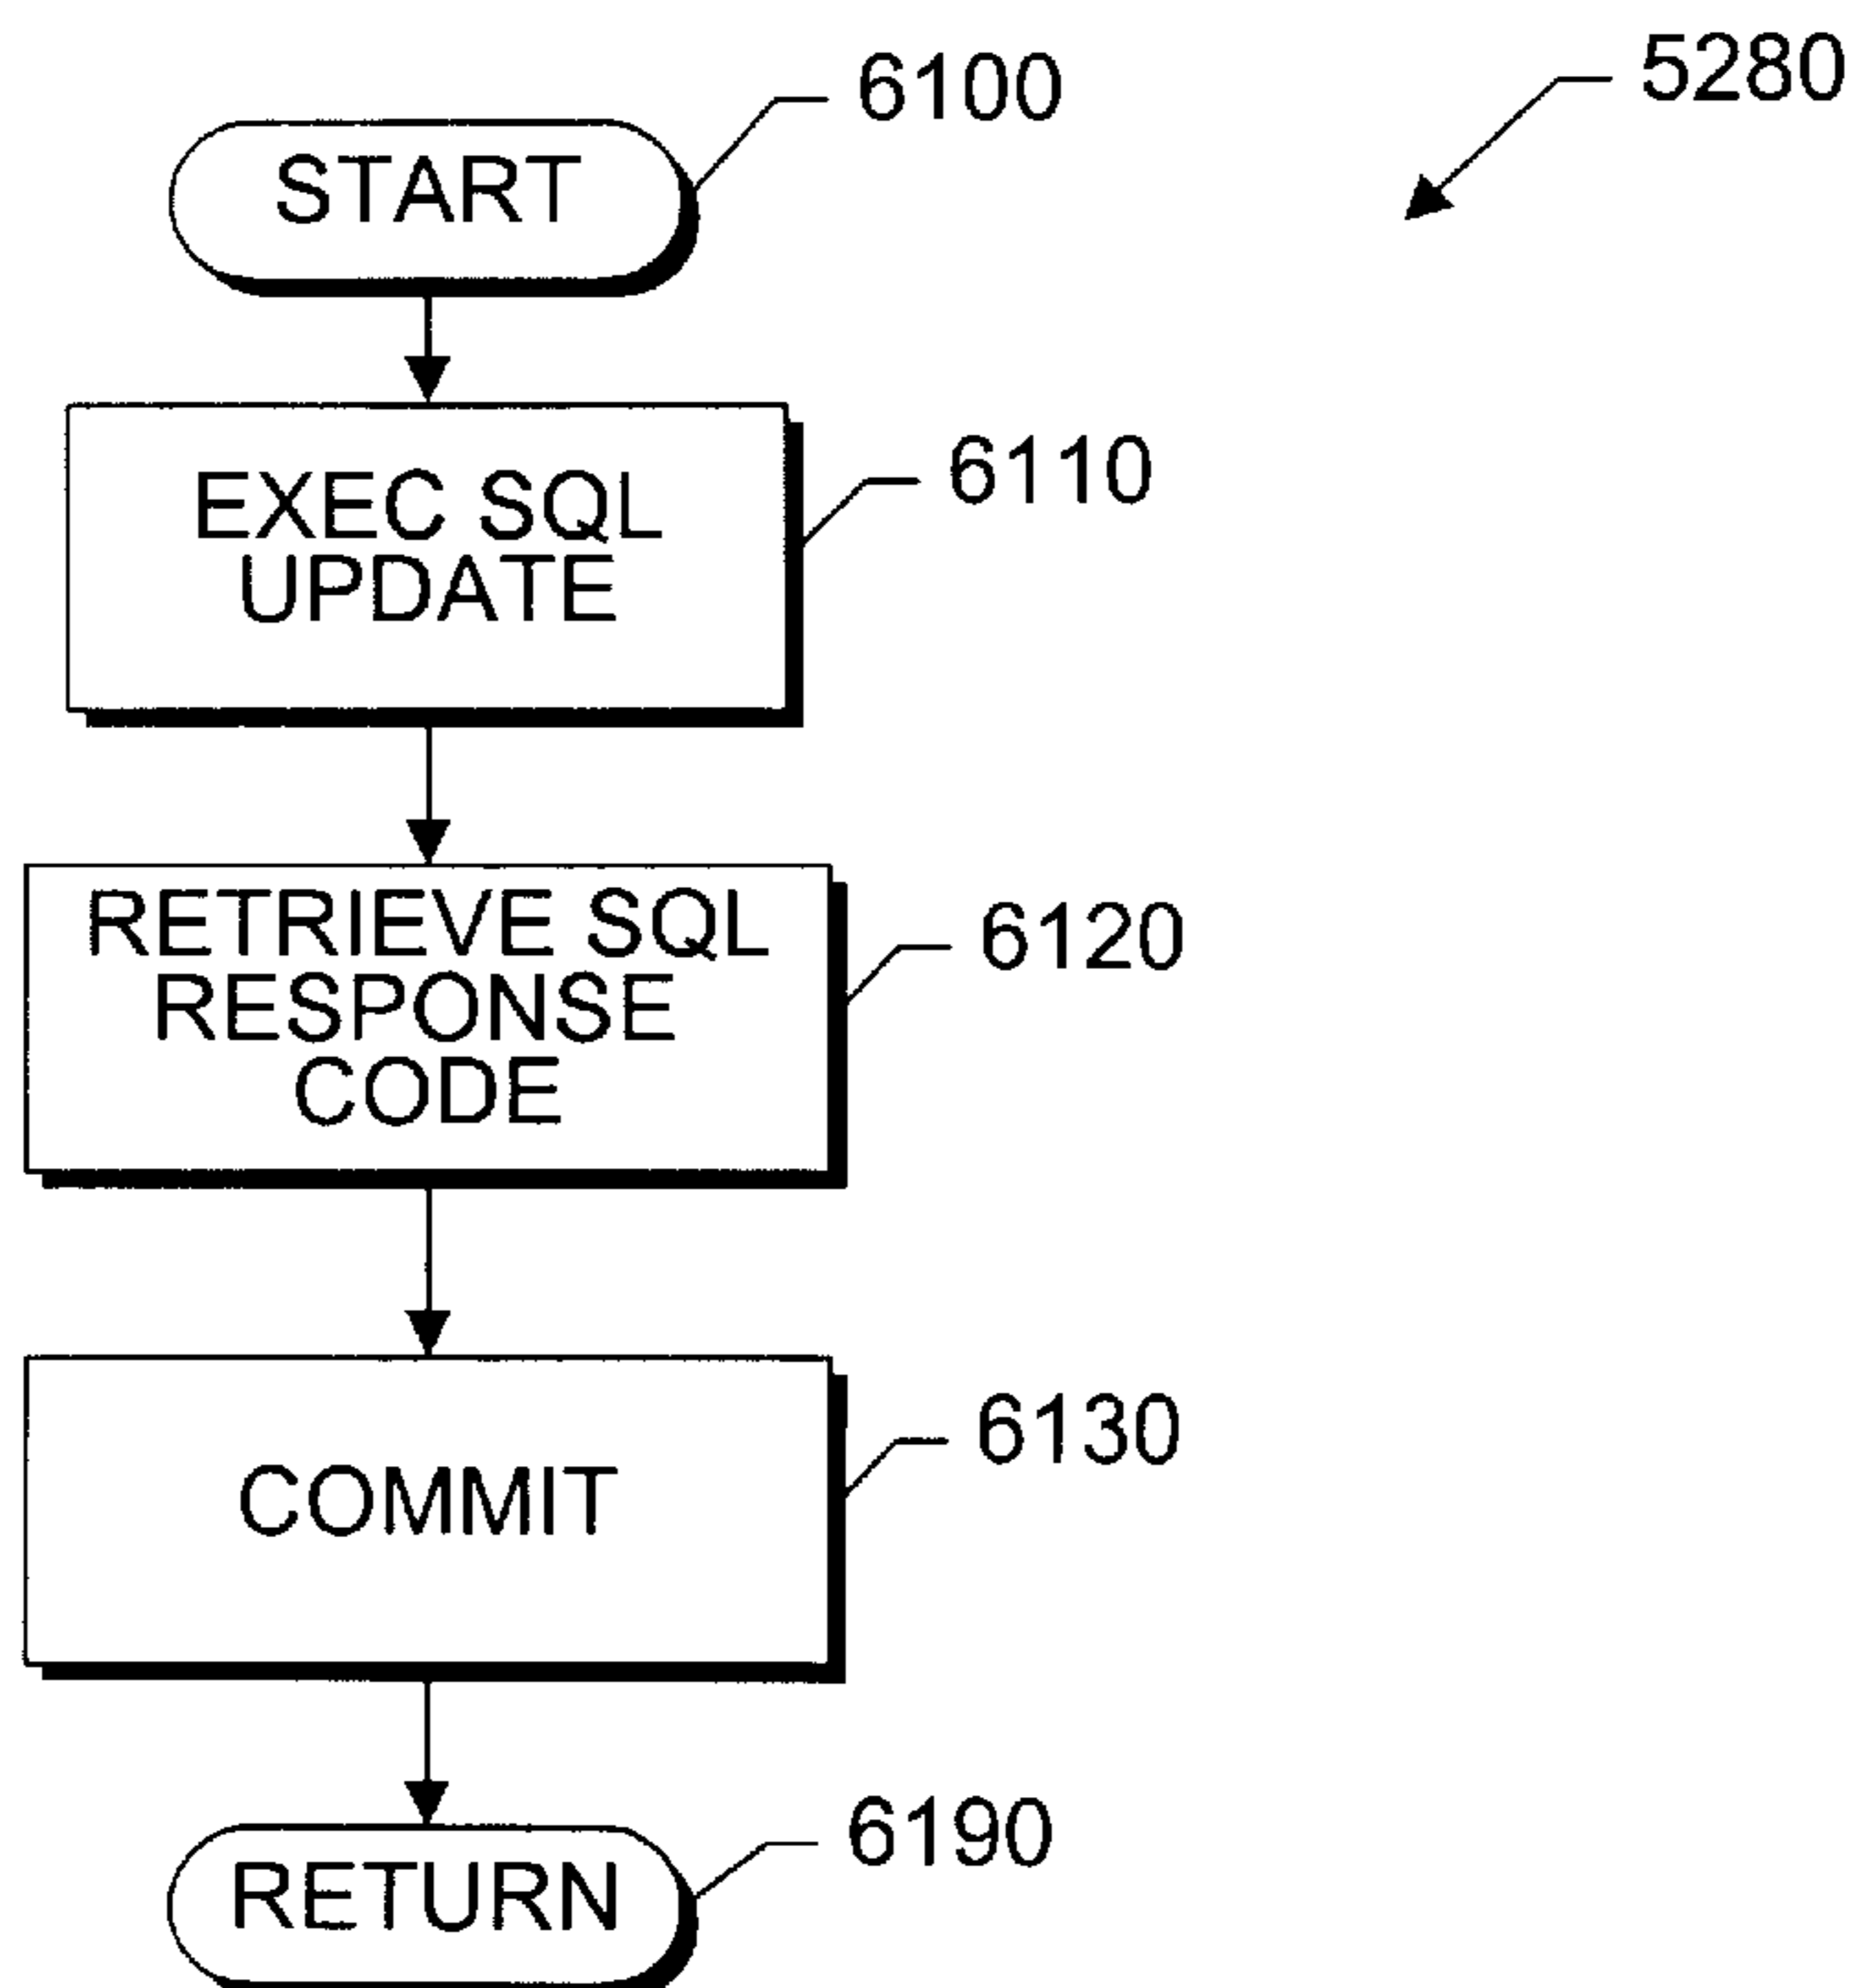 5280
6100
START
6110
EXEC SQL
UPDATE
6120
RETRIEVE SQL
RESPONSE
CODE
6130
COMMIT
6190
RETURN